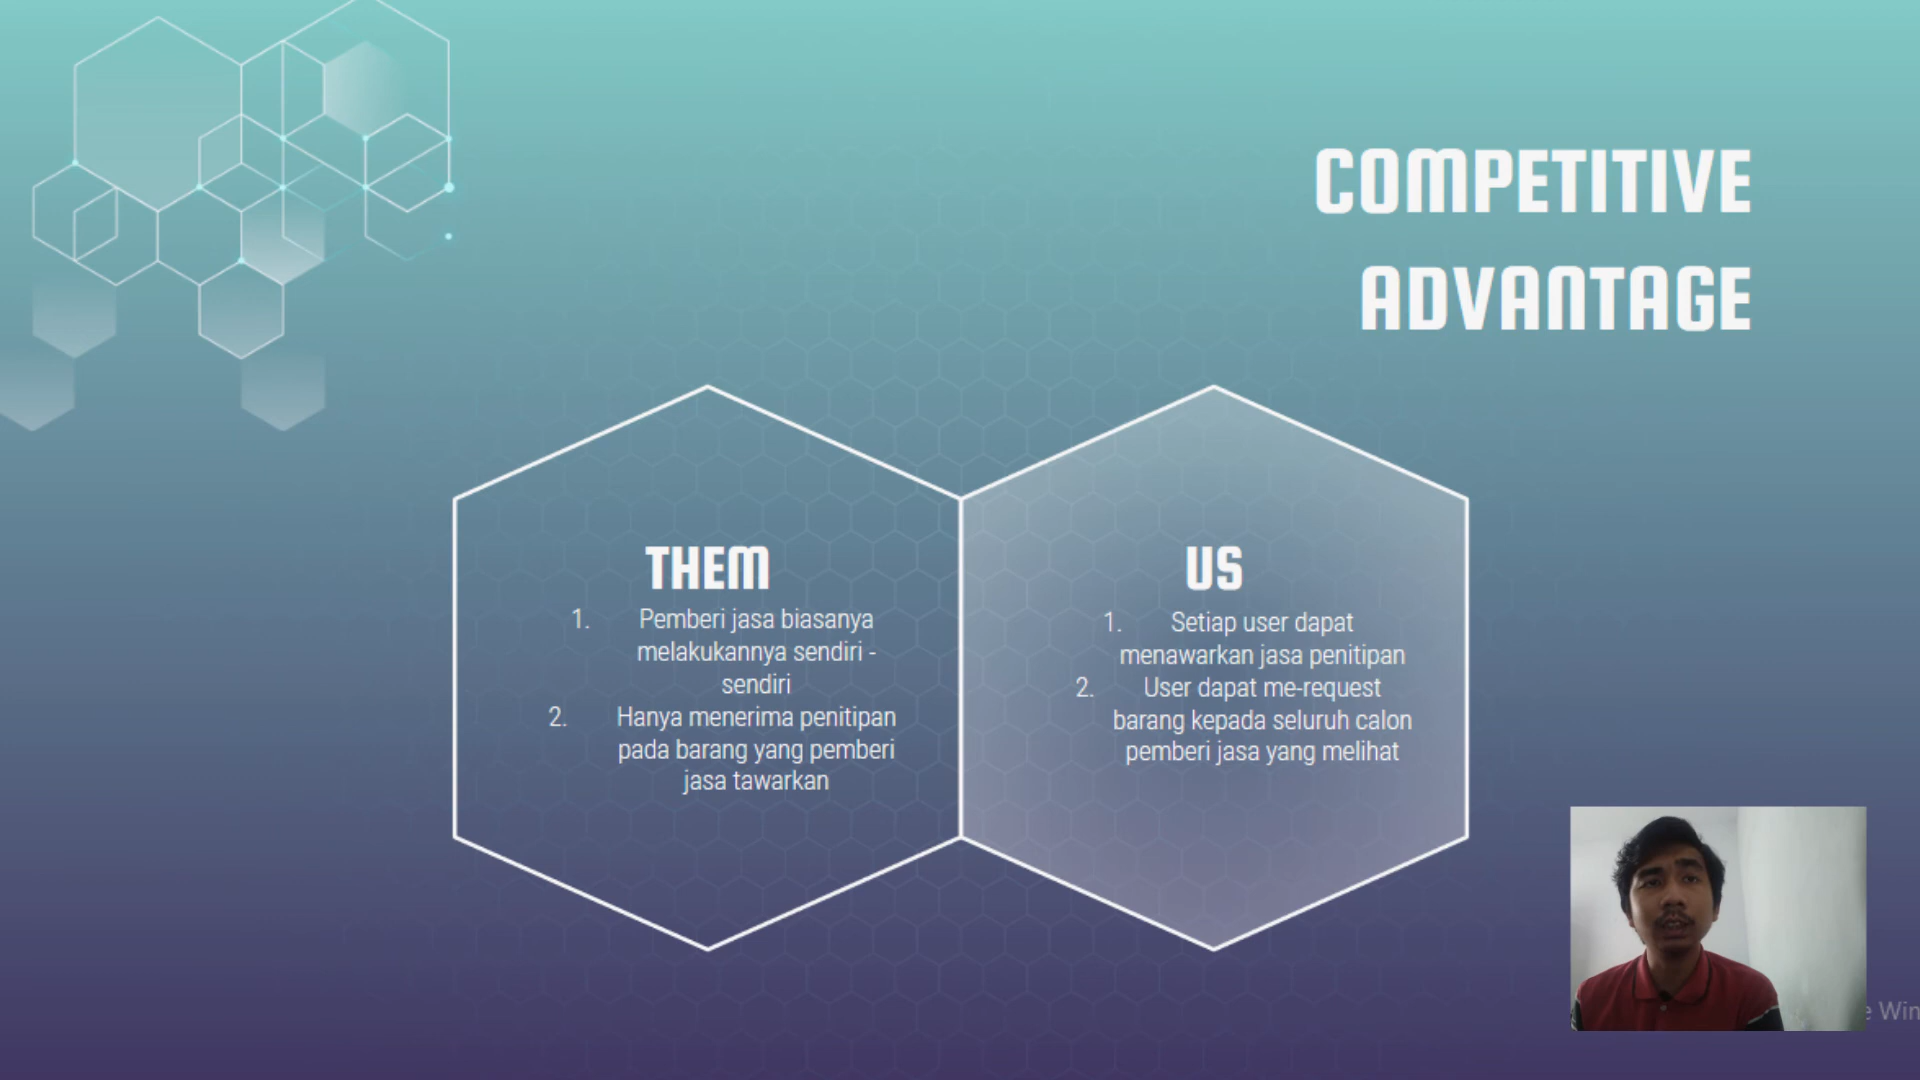 COMPETITIVE
ADVANTAGE
THEM
1. Pemberi jasa biasanya
melakukannya sendiri -
sendiri
2. Hanya menerima penitipan
pada barang yang pemberi
jasa tawarkan
US
1. Setiap user dapat
menawarkan jasa penitipan
2. User dapat me-request
barang kepada seluruh calon
pemberi jasa yang melihat